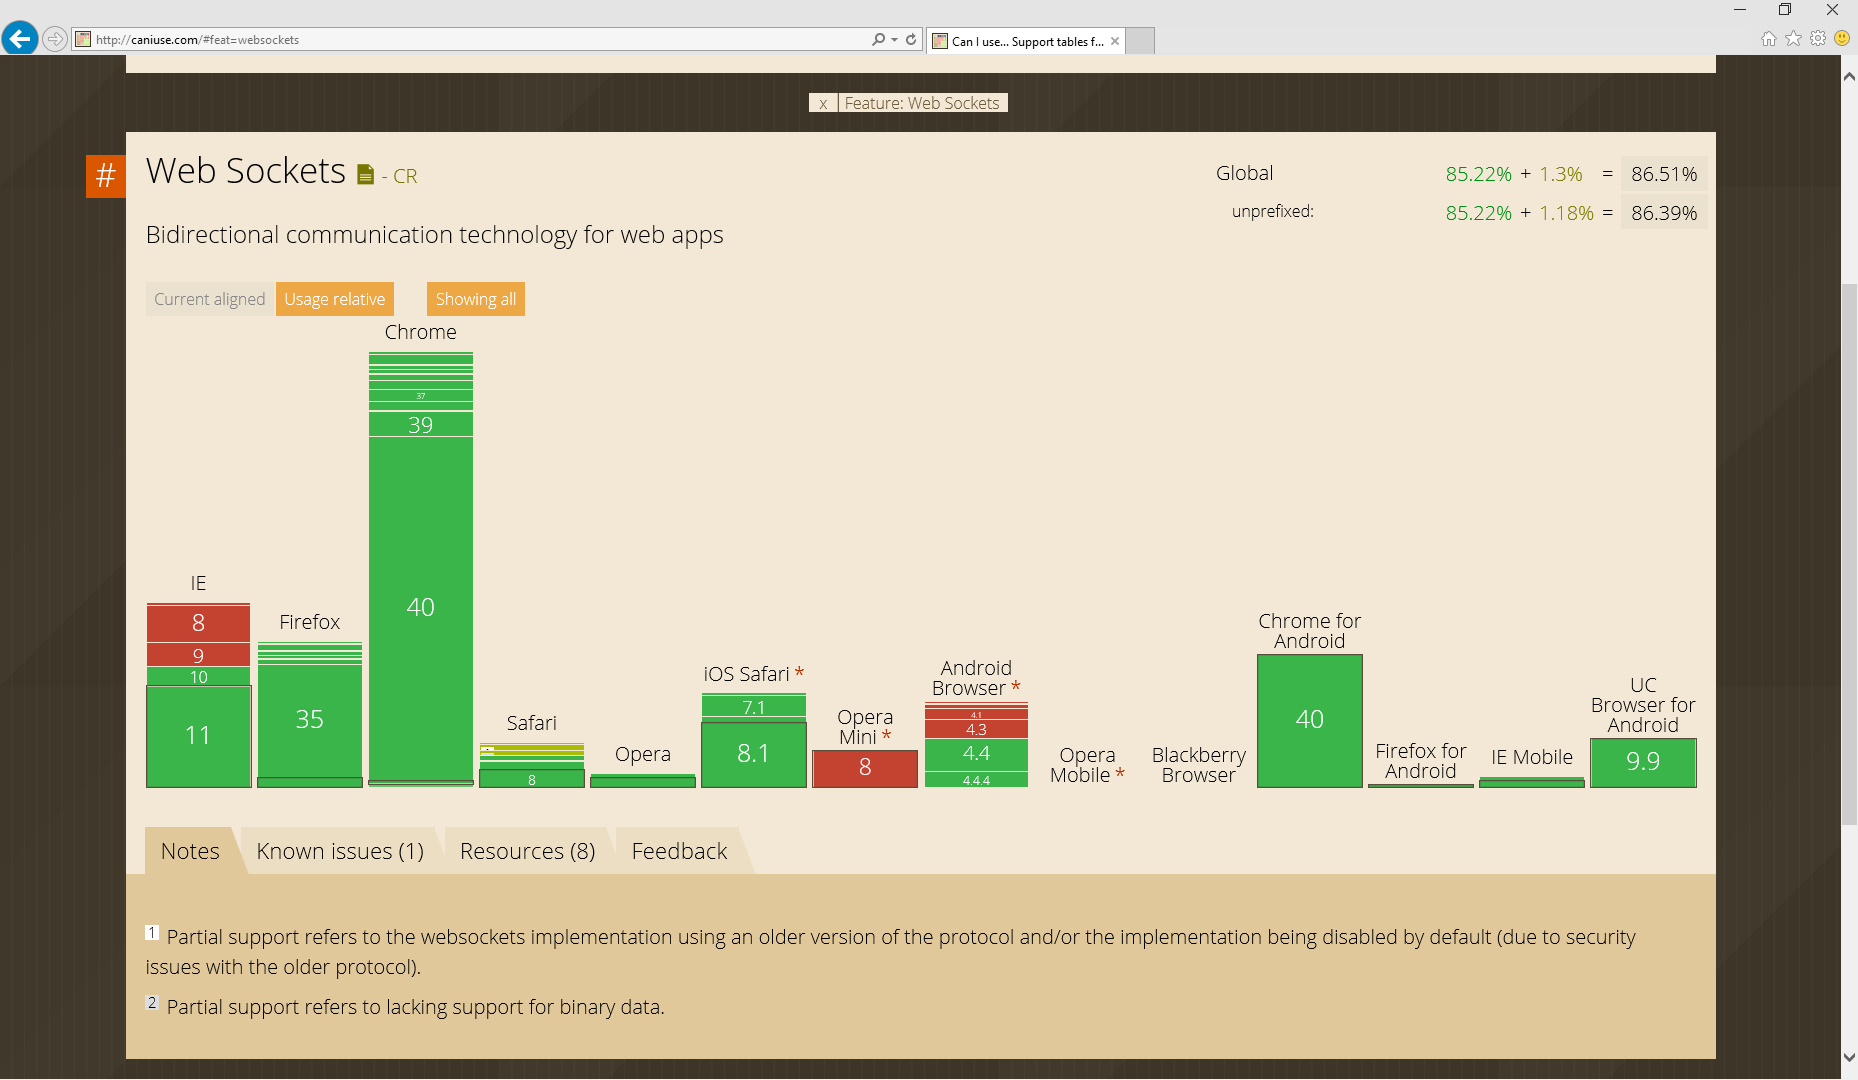 http://caniuse.com/#feat=websockets
Can I use... Support tables f...
x Feature: Web Sockets
#
Web Sockets - CR
Global 85.22% + 1.3% = 86.51%
unprefixed: 85.22% + 1.18% = 86.39%
Bidirectional communication technology for web apps
Current aligned Usage relative Showing all
Chrome
37
39
40
IE
8
9
10
11
Firefox
35
Safari
8
Opera
iOS Safari *
7.1
8.1
Opera
Mini *
8
Android
Browser *
4.1
4.3
4.4
4.4.4
Opera
Mobile *
Blackberry
Browser
Chrome for
Android
40
Firefox for
Android
IE Mobile
UC
Browser for
Android
9.9
Notes Known issues (1) Resources (8) Feedback
1 Partial support refers to the websockets implementation using an older version of the protocol and/or the implementation being disabled by default (due to security
issues with the older protocol).
2 Partial support refers to lacking support for binary data.